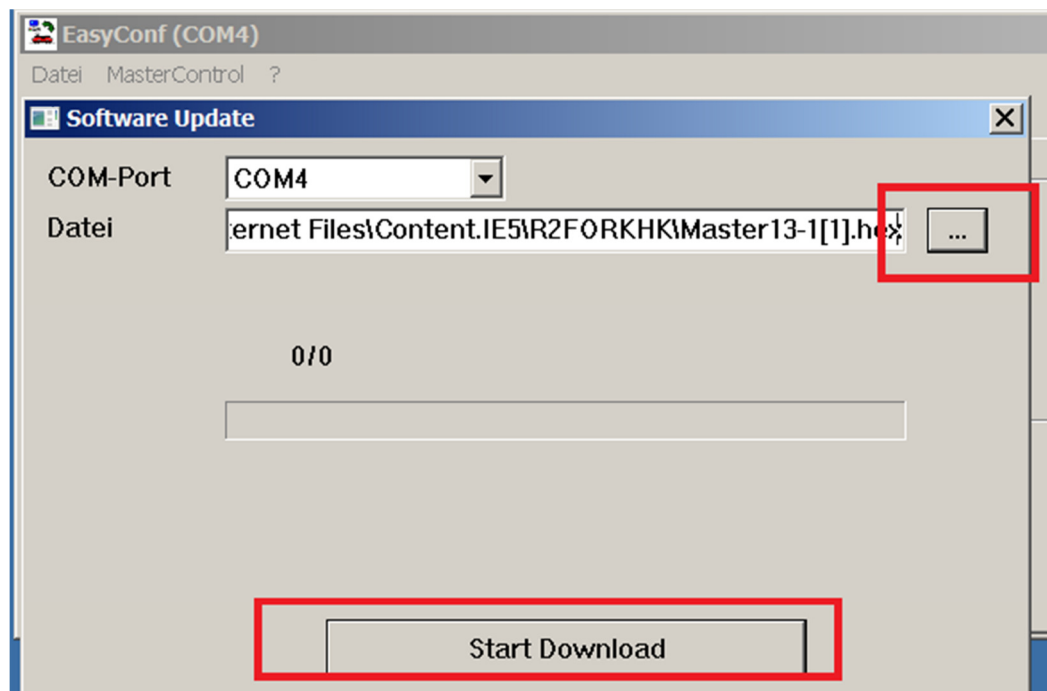 EasyConf (COM4)
Datei MasterControl ?
Software Update
COM-Port COM4
Datei ernet Files\Content.IE5\R2FORKHK\Master13-1[1].hex ...
0/0
Start Download